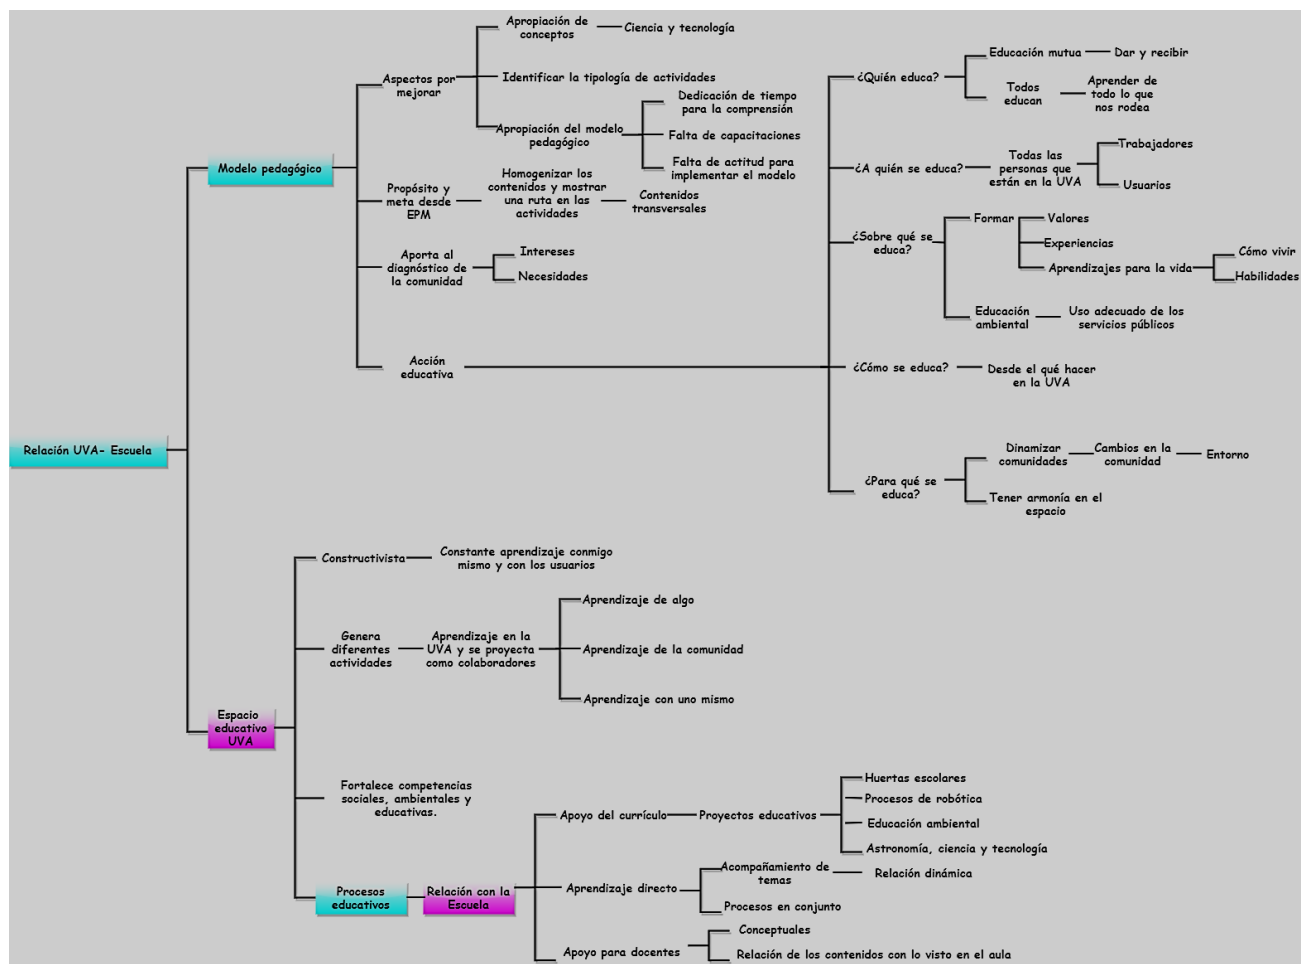 Relación UVA- Escuela
Modelo pedagógico
Aspectos por
mejorar
Apropiación de
conceptos
Ciencia y tecnología
Identificar la tipología de actividades
Apropiación del modelo
pedagógico
Dedicación de tiempo
para la comprensión
Falta de capacitaciones
Falta de actitud para
implementar el modelo
Propósito y
meta desde
EPM
Homogenizar los
contenidos y mostrar
una ruta en las
actividades
Contenidos
transversales
Aporta al
diagnóstico de
la comunidad
Intereses
Necesidades
Acción
educativa
¿Quién educa?
Educación mutua
Dar y recibir
Todos
educan
Aprender de
todo lo que
nos rodea
¿A quién se educa?
Todas las
personas que
están en la UVA
Trabajadores
Usuarios
¿Sobre qué se
educa?
Formar
Valores
Experiencias
Aprendizajes para la vida
Cómo vivir
Habilidades
Educación
ambiental
Uso adecuado de los
servicios públicos
¿Cómo se educa?
Desde el qué hacer
en la UVA
¿Para qué se
educa?
Dinamizar
comunidades
Cambios en la
comunidad
Entorno
Tener armonía en el
espacio
Espacio
educativo
UVA
Constructivista
Constante aprendizaje conmigo
mismo y con los usuarios
Genera
diferentes
actividades
Aprendizaje en la
UVA y se proyecta
como colaboradores
Aprendizaje de algo
Aprendizaje de la comunidad
Aprendizaje con uno mismo
Fortalece competencias
sociales, ambientales y
educativas.
Procesos
educativos
Relación con la
Escuela
Apoyo del currículo
Proyectos educativos
Huertas escolares
Procesos de robótica
Educación ambiental
Astronomía, ciencia y tecnología
Aprendizaje directo
Acompañamiento de
temas
Relación dinámica
Procesos en conjunto
Apoyo para docentes
Conceptuales
Relación de los contenidos con lo visto en el aula